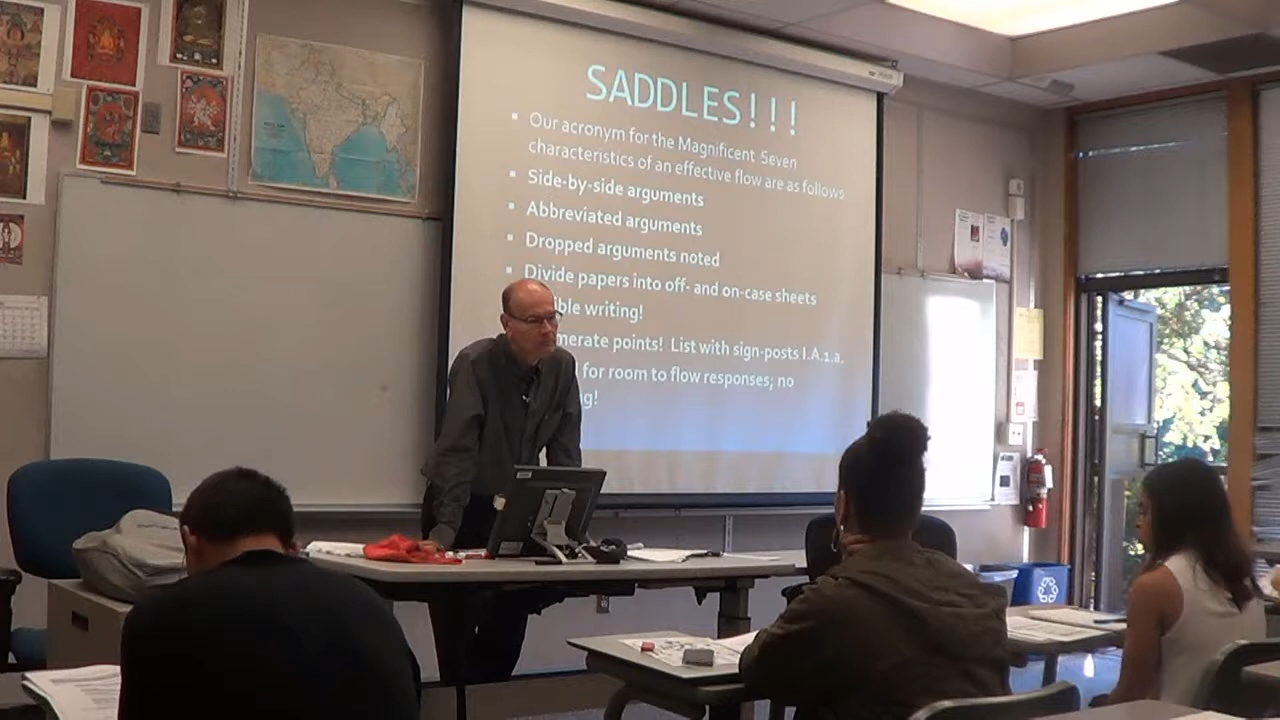 SADDLES!!!
Our acronym for the Magnificent Seven
characteristics of an effective flow are as follows
Side-by-side arguments
Abbreviated arguments
Dropped arguments noted
Divide papers into off- and on-case sheets
ible writing!
merate points! List with sign-posts I.A.1.a.
for room to flow responses; no
g!